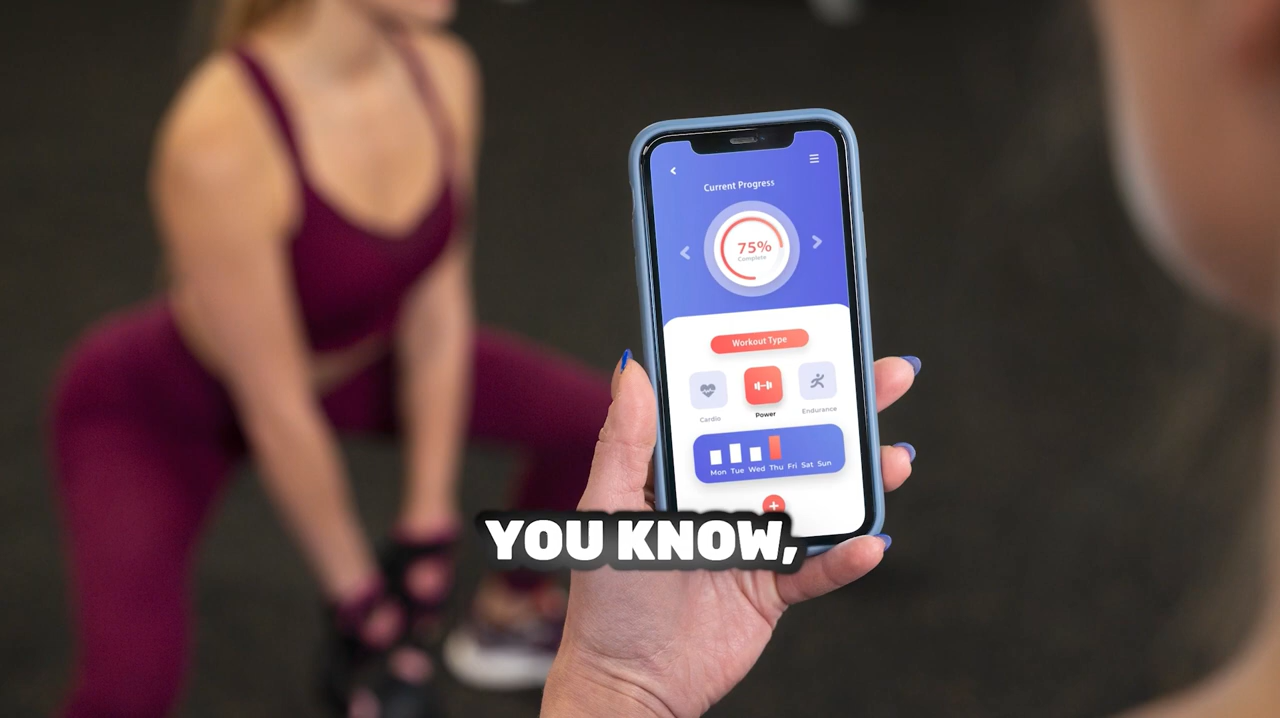 Current Progress
75%
Complete
Workout Type
Cardio
Power
Endurance
Mon Tue Wed Thu Fri Sat Sun
YOU KNOW,